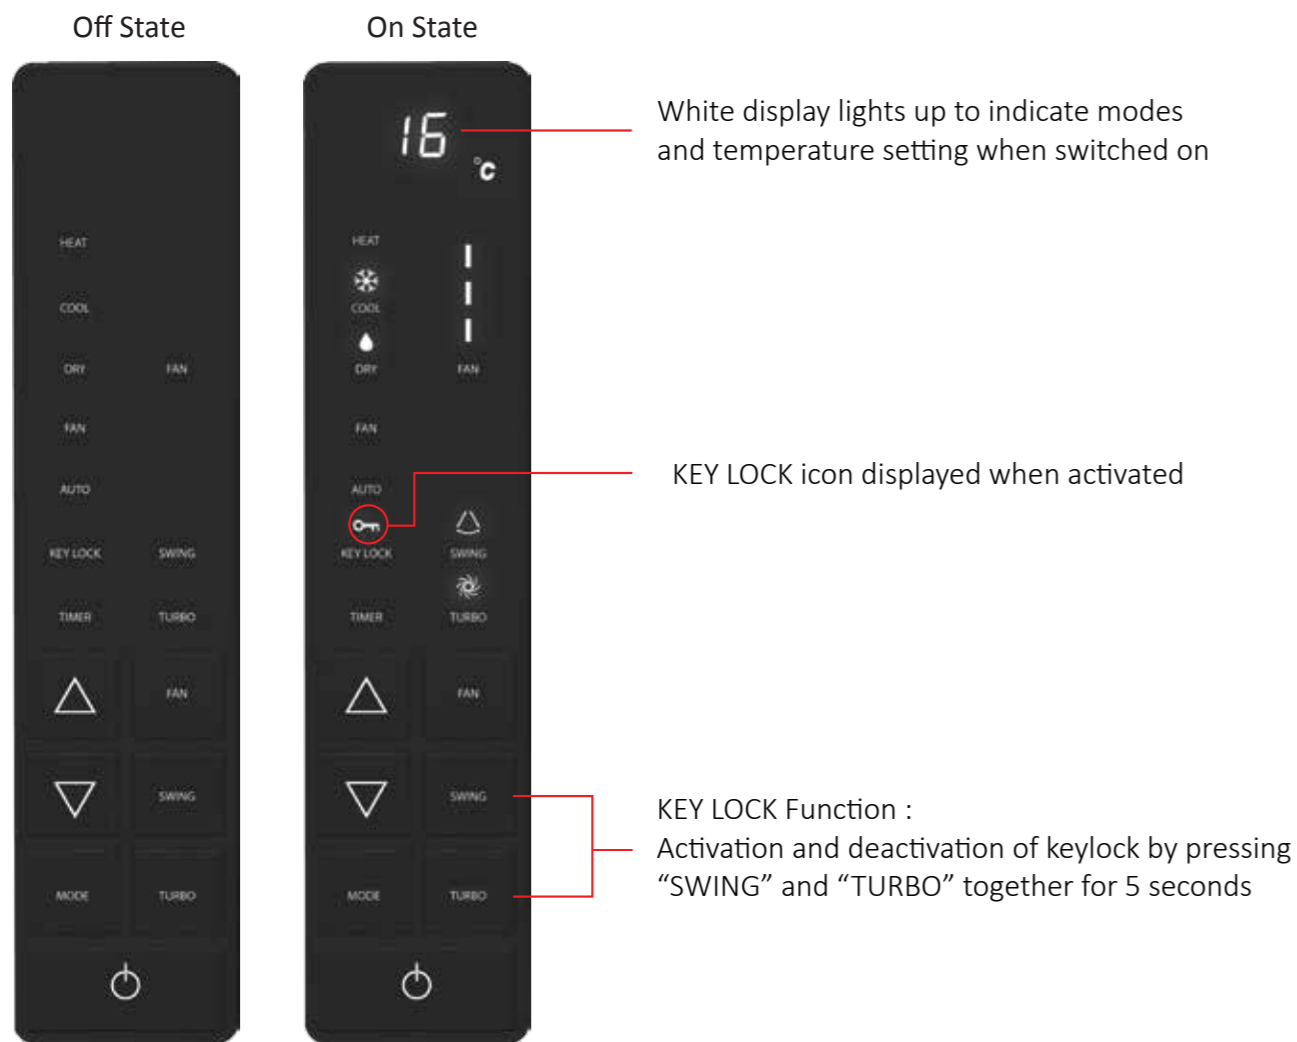 Off State
HEAT
COOL
DRY FAN
FAN
AUTO
KEY LOCK SWING
TIMER TURBO
FAN
SWING
MODE TURBO
On State
16
°C
HEAT
COOL
DRY FAN
FAN
AUTO
KEY LOCK SWING
TIMER TURBO
FAN
SWING
MODE TURBO
White display lights up to indicate modes
and temperature setting when switched on
KEY LOCK icon displayed when activated
KEY LOCK Function :
Activation and deactivation of keylock by pressing
“SWING” and “TURBO” together for 5 seconds